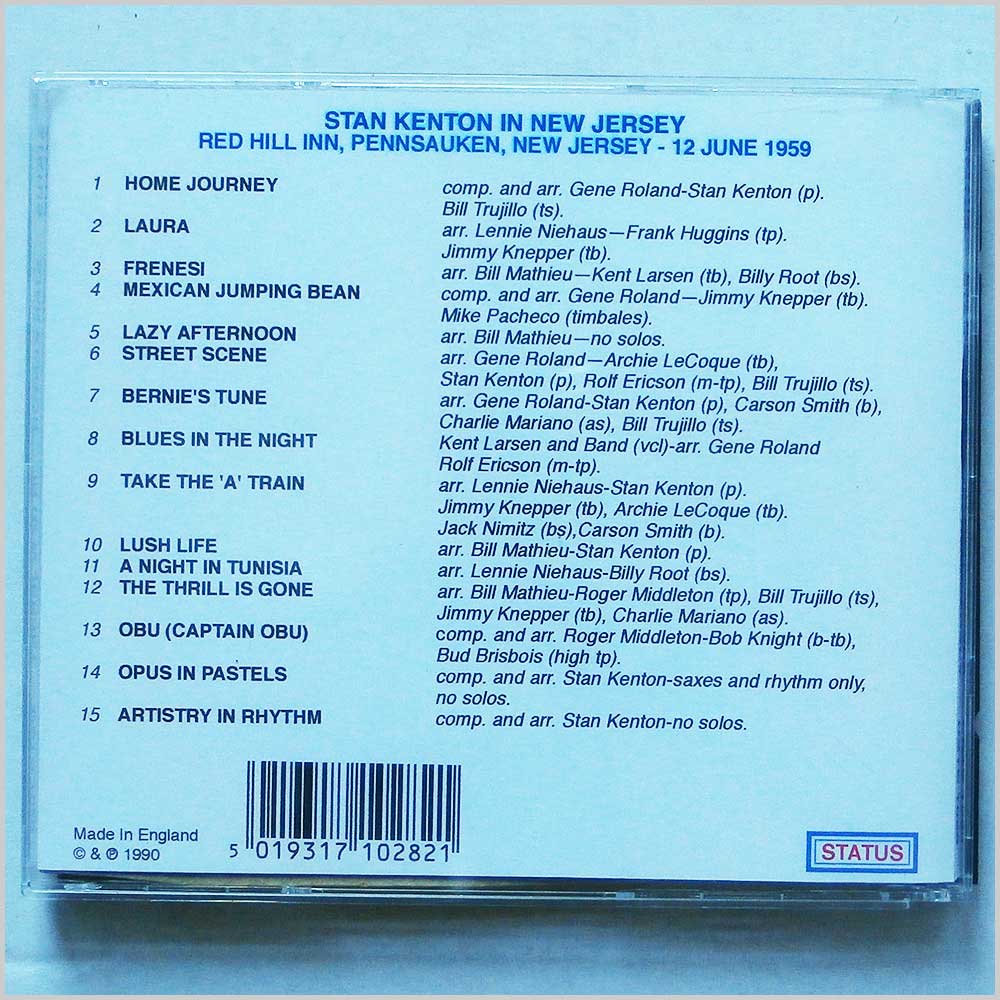 STAN KENTON IN NEW JERSEY
RED HILL INN, PENNSAUKEN, NEW JERSEY - 12 JUNE 1959
1 HOME JOURNEY comp. and arr. Gene Roland-Stan Kenton (p).
Bill Trujillo (ts).
2 LAURA arr. Lennie Niehaus—Frank Huggins (tp).
Jimmy Knepper (tb).
3 FRENESI arr. Bill Mathieu—Kent Larsen (tb), Billy Root (bs).
4 MEXICAN JUMPING BEAN comp. and arr. Gene Roland—Jimmy Knepper (tb).
Mike Pacheco (timbales).
5 LAZY AFTERNOON arr. Bill Mathieu—no solos.
6 STREET SCENE arr. Gene Roland—Archie LeCoque (tb),
Stan Kenton (p), Rolf Ericson (m-tp), Bill Trujillo (ts).
7 BERNIE'S TUNE arr. Gene Roland-Stan Kenton (p), Carson Smith (b),
Charlie Mariano (as), Bill Trujillo (ts).
8 BLUES IN THE NIGHT Kent Larsen and Band (vcl)-arr. Gene Roland
Rolf Ericson (m-tp).
9 TAKE THE 'A' TRAIN arr. Lennie Niehaus-Stan Kenton (p).
Jimmy Knepper (tb), Archie LeCoque (tb).
Jack Nimitz (bs),Carson Smith (b).
10 LUSH LIFE arr. Bill Mathieu-Stan Kenton (p).
11 A NIGHT IN TUNISIA arr. Lennie Niehaus-Billy Root (bs).
12 THE THRILL IS GONE arr. Bill Mathieu-Roger Middleton (tp), Bill Trujillo (ts),
Jimmy Knepper (tb), Charlie Mariano (as).
13 OBU (CAPTAIN OBU) comp. and arr. Roger Middleton-Bob Knight (b-tb),
Bud Brisbois (high tp).
14 OPUS IN PASTELS comp. and arr. Stan Kenton-saxes and rhythm only,
no solos.
15 ARTISTRY IN RHYTHM comp. and arr. Stan Kenton-no solos.
Made In England
© & ℗ 1990
5 019317 102821
STATUS